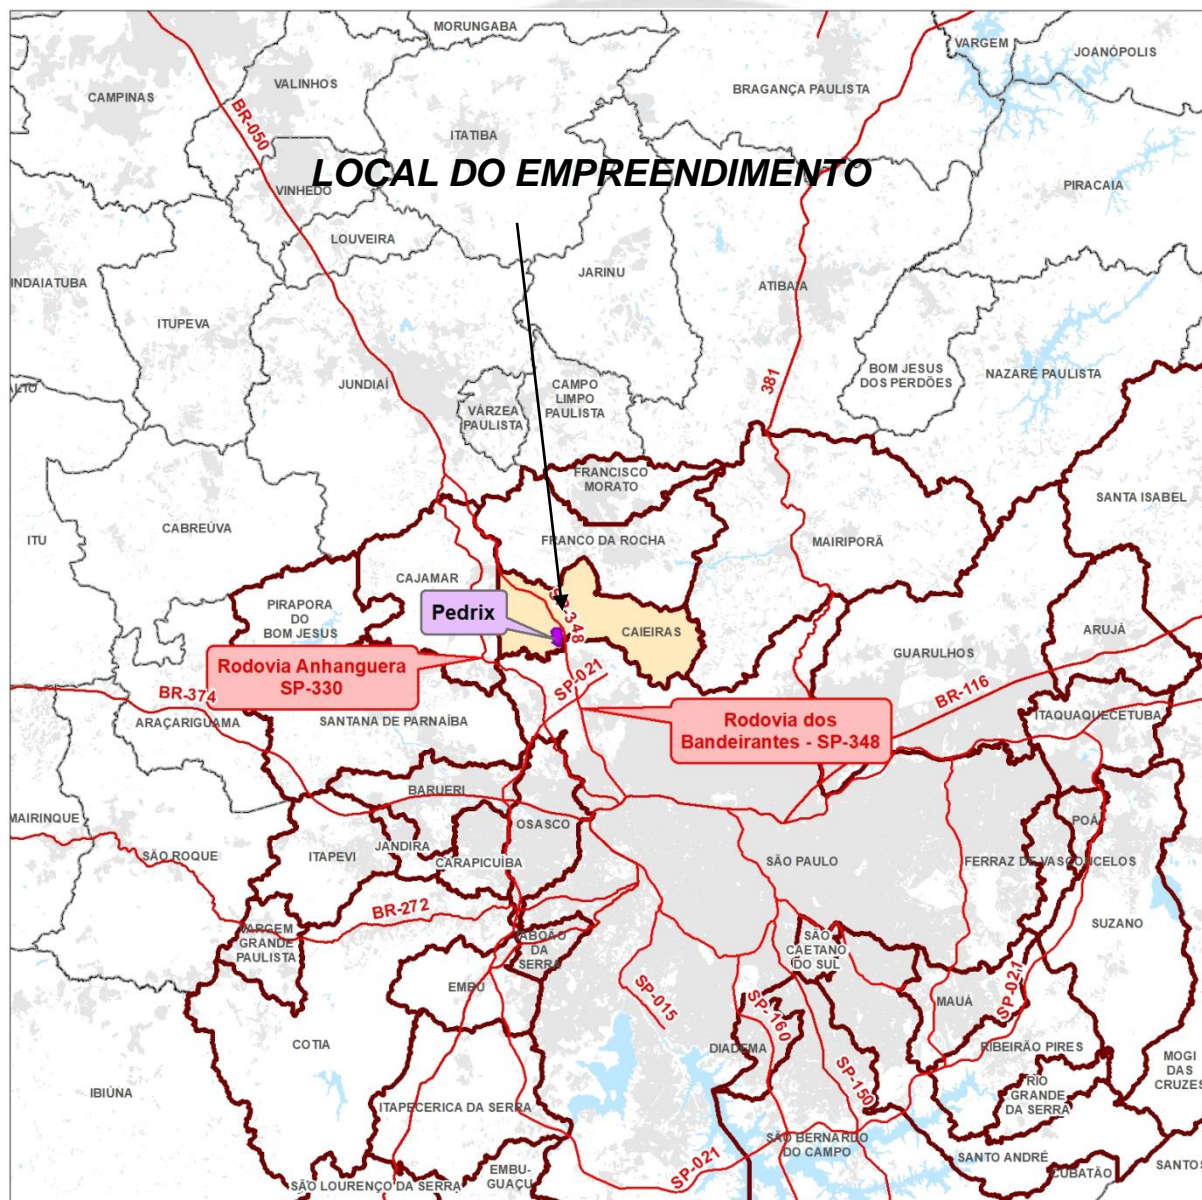 MORUNGABA
VARGEM
JOANÓPOLIS
VALINHOS
CAMPINAS
BRAGANÇA PAULISTA
BR-050
ITATIBA
LOCAL DO EMPREENDIMENTO
VINHEDO
PIRACAIA
LOUVEIRA
JARINU
INDAIATUBA
ATIBAIA
ITUPEVA
BOM JESUS
DOS PERDÕES
NAZARÉ PAULISTA
381
JUNDIAÍ
CAMPO
LIMPO
PAULISTA
VÁRZEA
PAULISTA
FRANCISCO
MORATO
SANTA ISABEL
CABREÚVA
ITU
FRANCO DA ROCHA
MAIRIPORÃ
CAJAMAR
SP-348
PIRAPORA
DO
BOM JESUS
Pedrix
CAIEIRAS
ARUJÁ
GUARULHOS
Rodovia Anhanguera
SP-330
SP-021
BR-116
BR-374
ARAÇARIGUAMA
SANTANA DE PARNAÍBA
Rodovia dos
Bandeirantes - SP-348
ITAQUAQUECETUBA
BARUERI
MAIRINQUE
OSASCO
POÁ
SÃO ROQUE
ITAPEVI
JANDIRA
CARAPICUÍBA
SÃO PAULO
FERRAZ DE VASCONCELOS
BR-272
SUZANO
VARGEM
GRANDE
PAULISTA
ABOÃO
DA
SERRA
SÃO
CAETANO
DO SUL
EMBU
SP-015
SP-160
MAUÁ
SP-021
COTIA
DIADEMA
RIBEIRÃO PIRES
MOGI
DAS
CRUZES
IBIÚNA
SP-150
RIO
GRANDE
DA SERRA
ITAPECERICA DA SERRA
SÃO BERNARDO
DO CAMPO
SANTO ANDRÉ
SANTOS
SP-021
EMBU-
GUAÇU
CUBATÃO
SÃO LOURENÇO DA SERRA